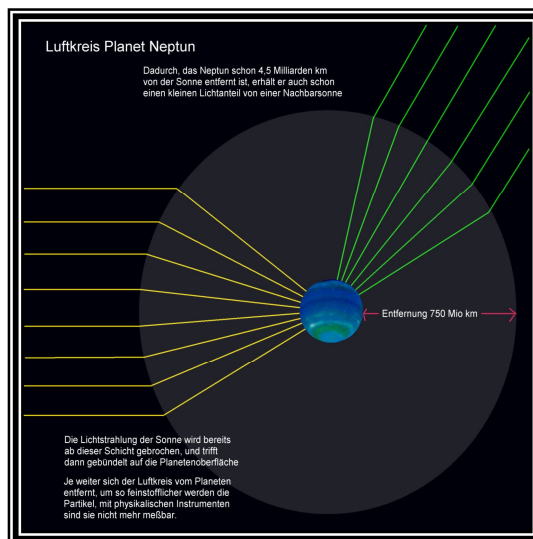 Luftkreis Planet Neptun
Dadurch, das Neptun schon 4,5 Milliarden km
von der Sonne entfernt ist, erhält er auch schon
einen kleinen Lichtanteil von einer Nachbarsonne
Entfernung 750 Mio km
Die Lichtstrahlung der Sonne wird bereits
ab dieser Schicht gebrochen, und trifft
dann gebündelt auf die Planetenoberfläche
Je weiter sich der Luftkreis vom Planeten
entfernt, um so feinstofflicher werden die
Partikel, mit physikalischen Instrumenten
sind sie nicht mehr meßbar.